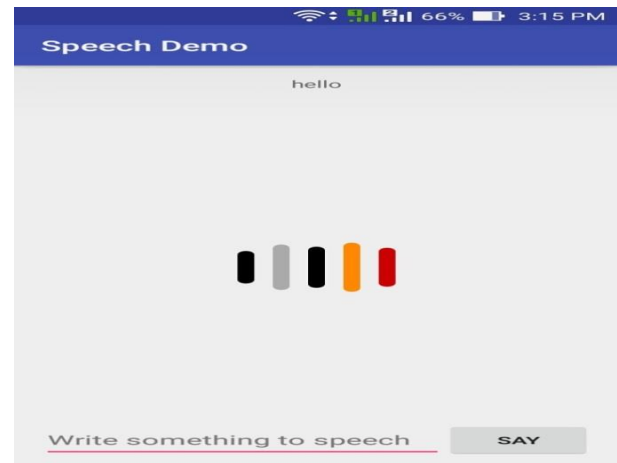 66% 3:15 PM
Speech Demo
hello
Write something to speech
SAY